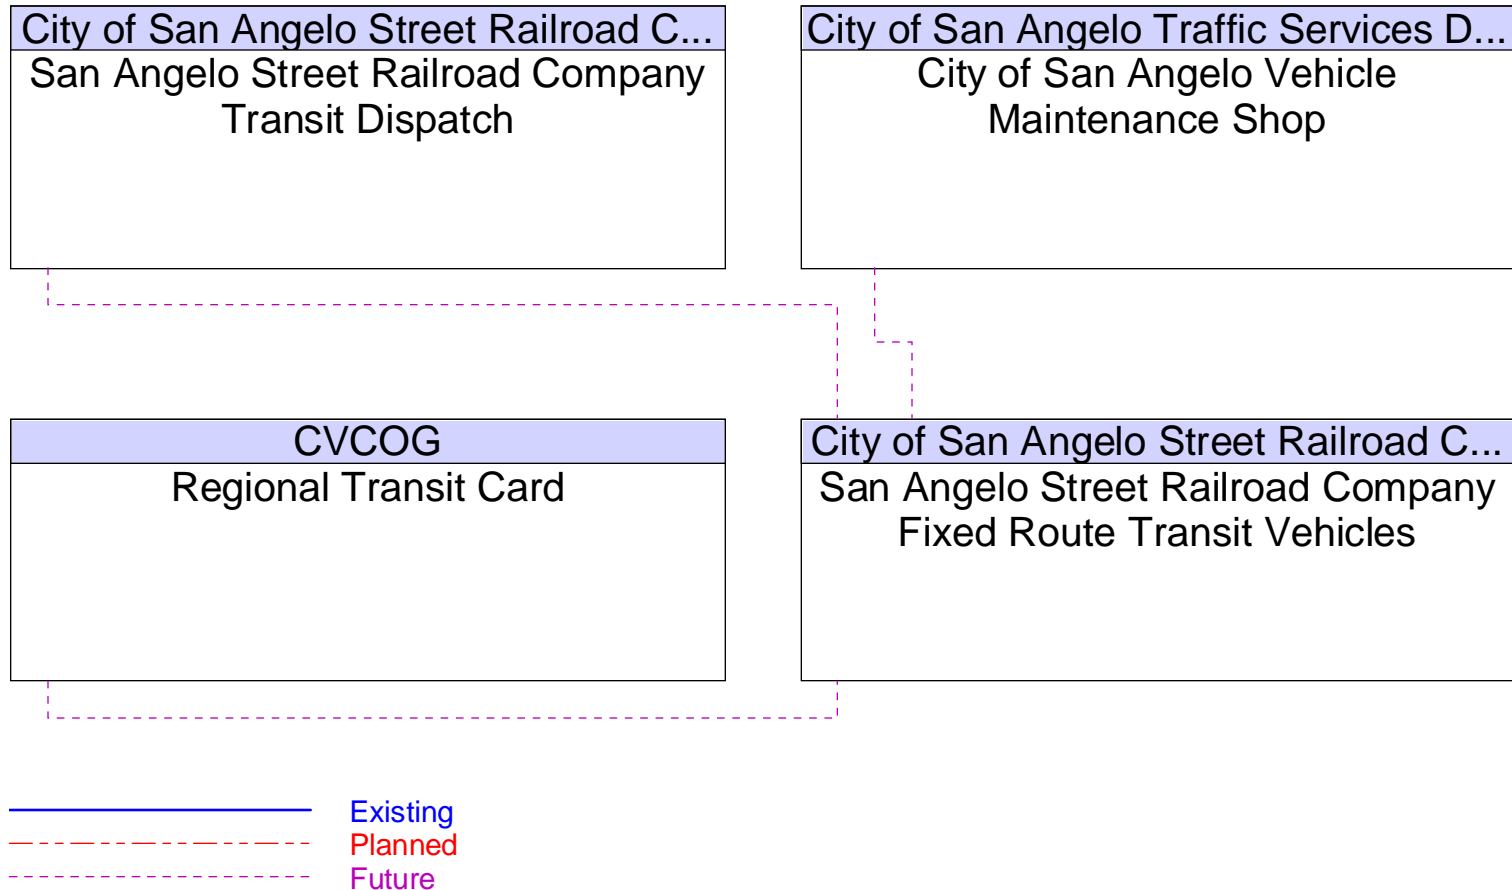 City of San Angelo Street Railroad C...
San Angelo Street Railroad Company
Transit Dispatch
City of San Angelo Traffic Services D...
City of San Angelo Vehicle
Maintenance Shop
CVCOG
Regional Transit Card
City of San Angelo Street Railroad C...
San Angelo Street Railroad Company
Fixed Route Transit Vehicles
Existing
Planned
Future